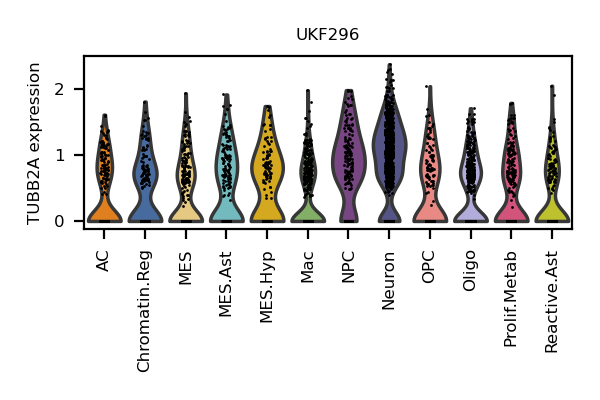 UKF296
TUBB2A expression
2
1
0
AC
Chromatin.Reg
MES
MES.Ast
MES.Hyp
Mac
NPC
Neuron
OPC
Oligo
Prolif.Metab
Reactive.Ast